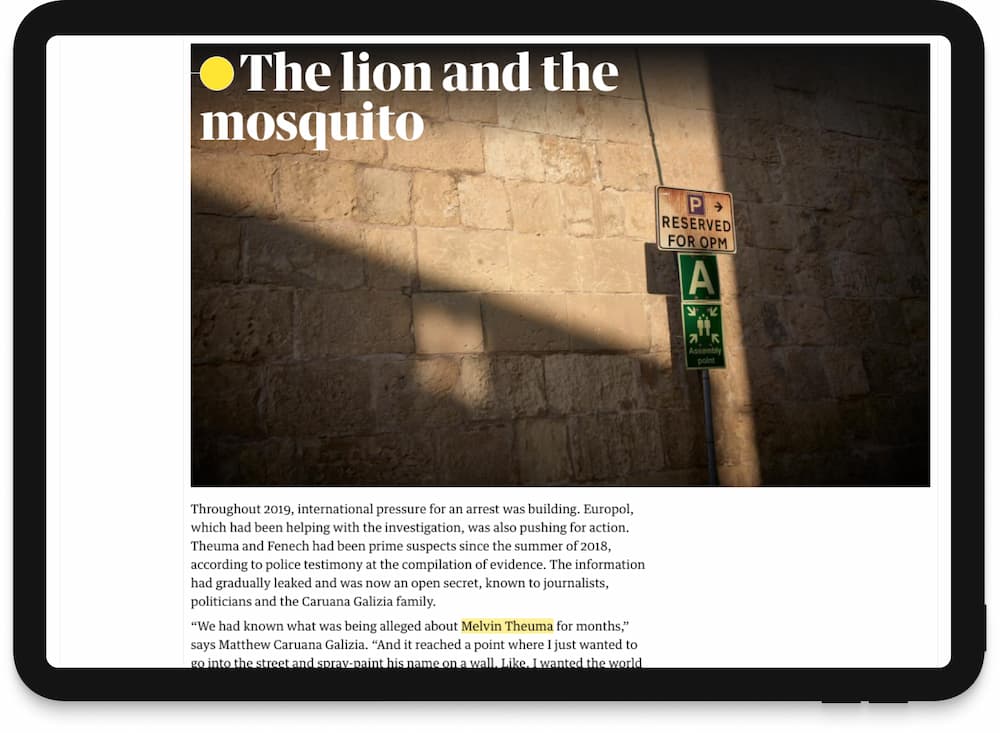 The lion and the
mosquito
P →
RESERVED
FOR OPM
A
Assembly
point
Throughout 2019, international pressure for an arrest was building. Europol,
which had been helping with the investigation, was also pushing for action.
Theuma and Fenech had been prime suspects since the summer of 2018,
according to police testimony at the compilation of evidence. The information
had gradually leaked and was now an open secret, known to journalists,
politicians and the Caruana Galizia family.
“We had known what was being alleged about Melvin Theuma for months,”
says Matthew Caruana Galizia. “And it reached a point where I just wanted to
go into the street and spray-paint his name on a wall. Like, I wanted the world